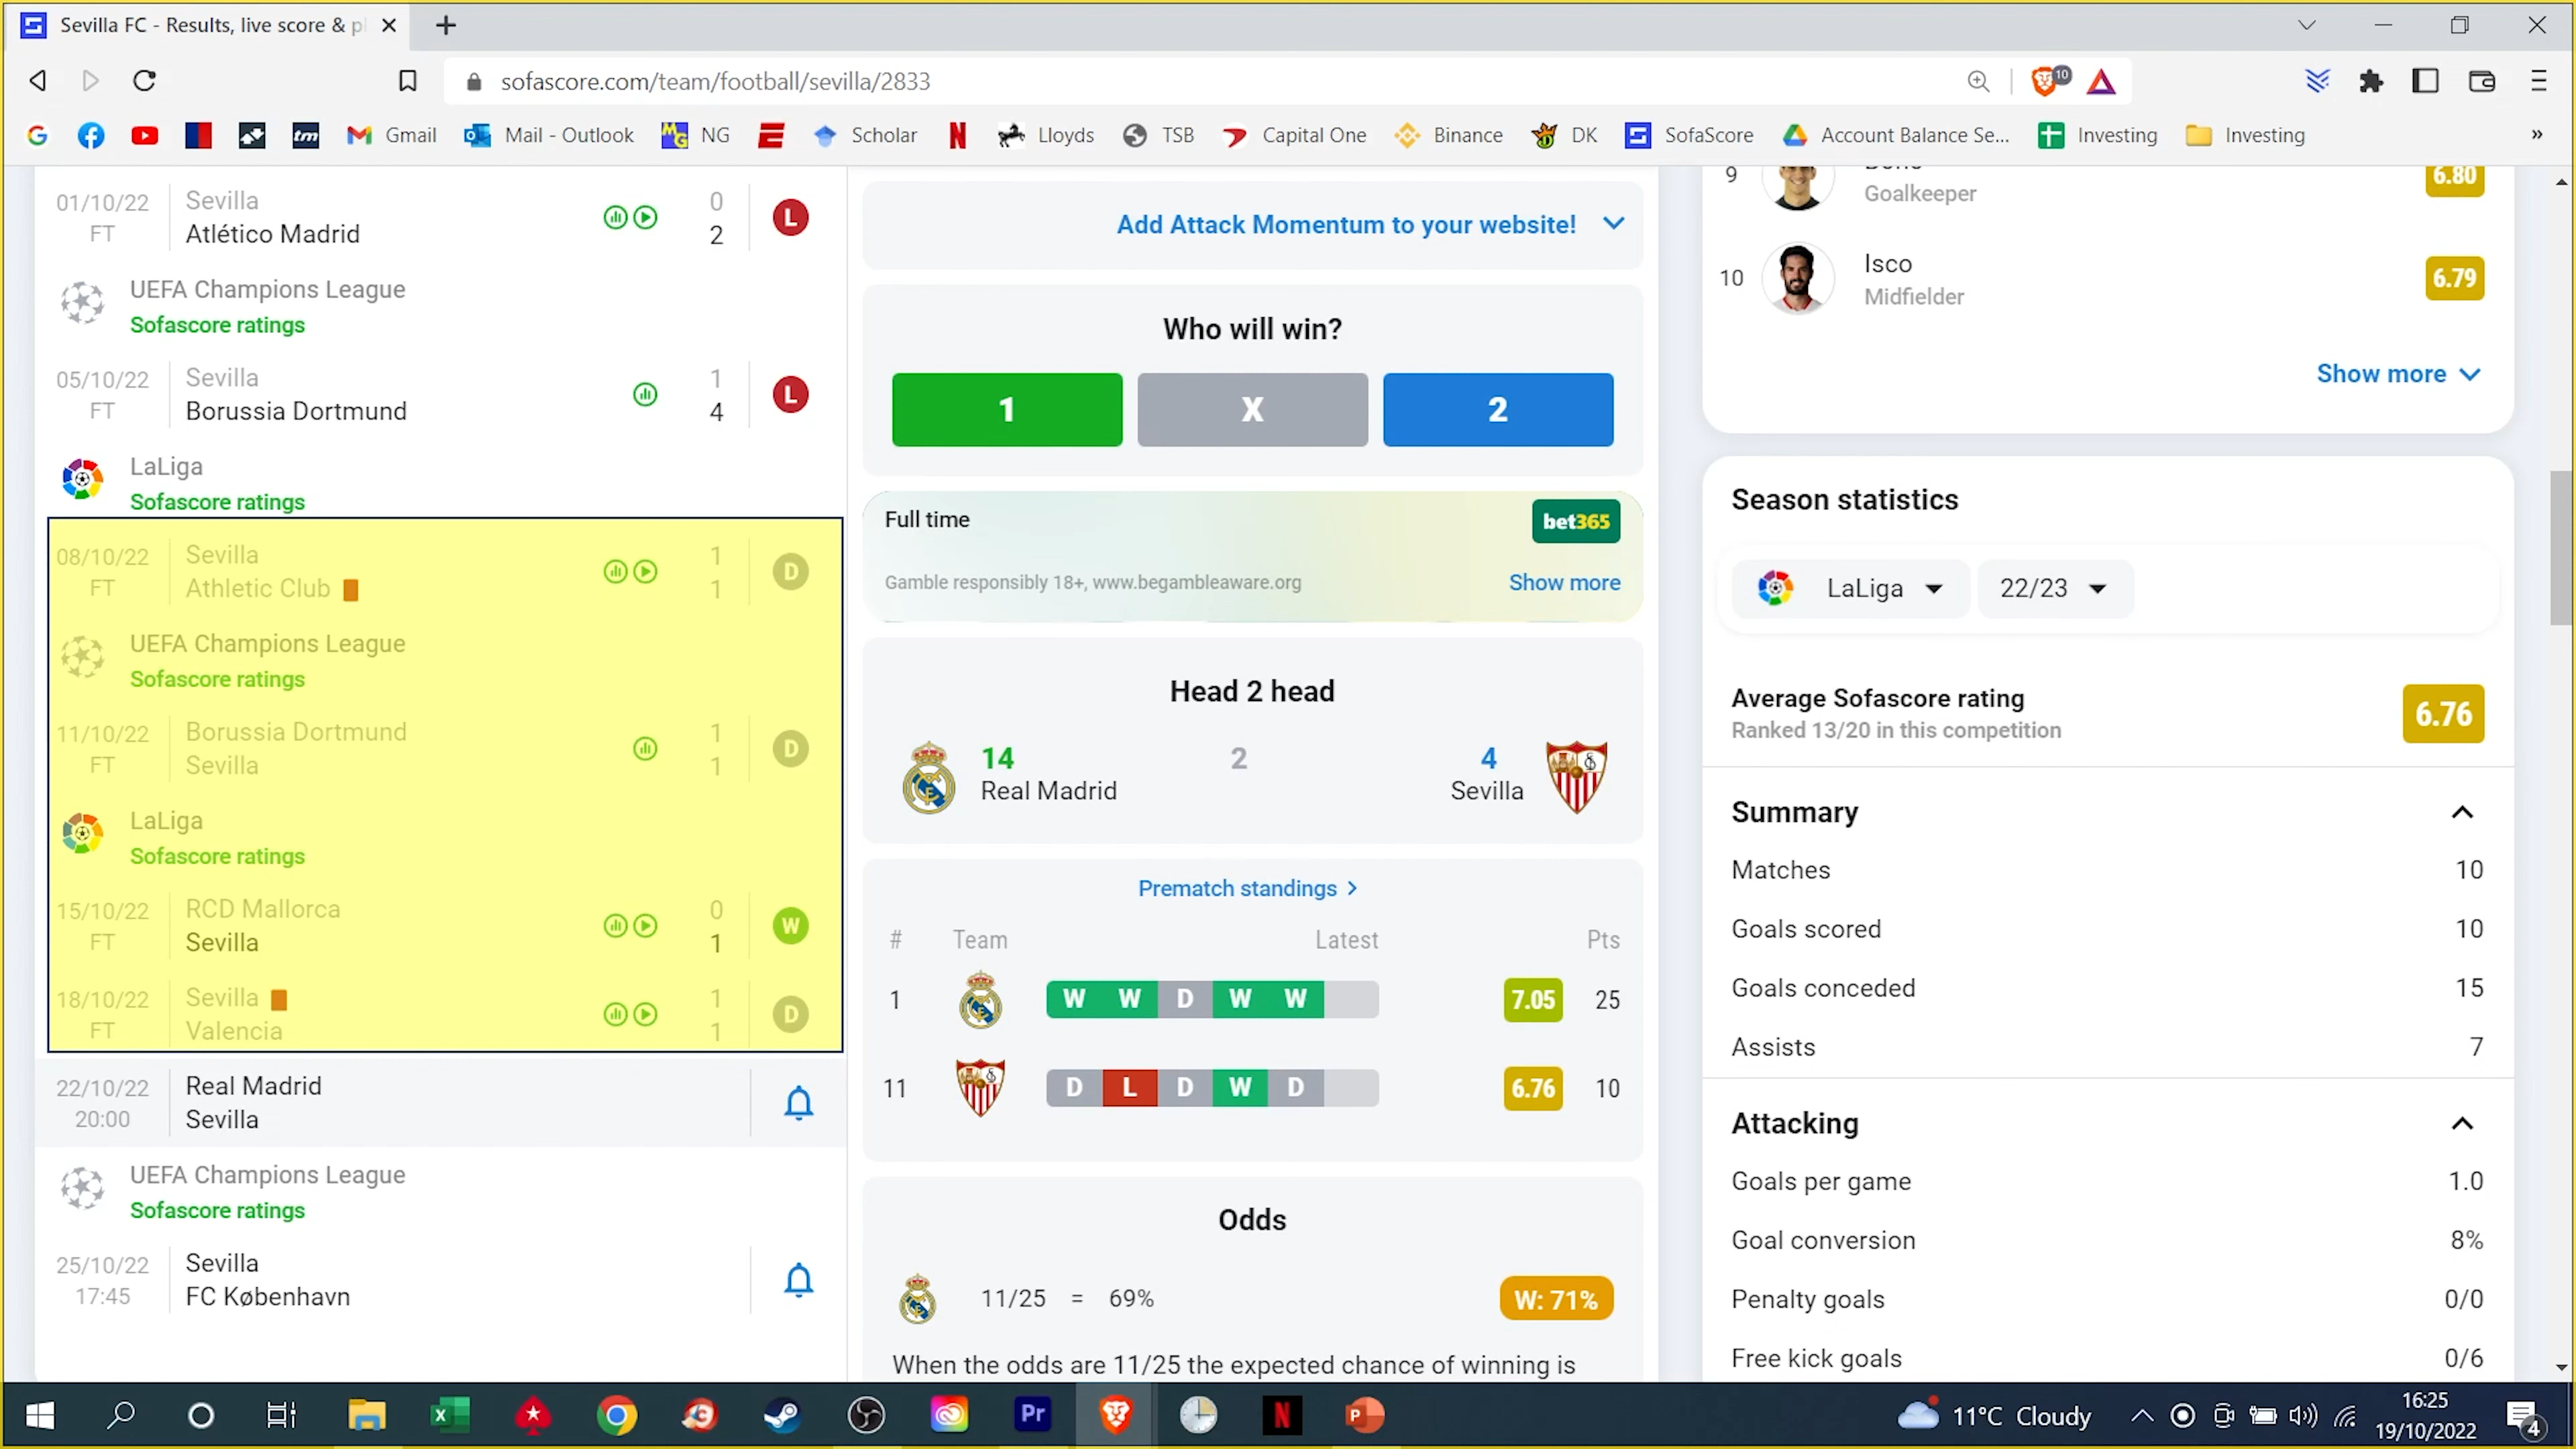 Sevilla FC - Results, live score & p
sofascore.com/team/football/sevilla/2833
10
Gmail
Mail - Outlook
NG
Scholar
Lloyds
TSB
Capital One
Binance
DK
SofaScore
Account Balance Se...
Investing
Investing
»
01/10/22
FT
Sevilla
Atlético Madrid
0
2
L
UEFA Champions League
Sofascore ratings
05/10/22
FT
Sevilla
Borussia Dortmund
1
4
L
LaLiga
Sofascore ratings
08/10/22
FT
Sevilla
Athletic Club
1
1
D
UEFA Champions League
Sofascore ratings
11/10/22
FT
Borussia Dortmund
Sevilla
1
1
D
LaLiga
Sofascore ratings
15/10/22
FT
RCD Mallorca
Sevilla
0
1
W
18/10/22
FT
Sevilla
Valencia
1
1
D
22/10/22
20:00
Real Madrid
Sevilla
UEFA Champions League
Sofascore ratings
25/10/22
17:45
Sevilla
FC København
Add Attack Momentum to your website!
Who will win?
1 X 2
Full time
bet365
Gamble responsibly 18+, www.begambleaware.org
Show more
Head 2 head
14 2 4
Real Madrid Sevilla
Prematch standings >
# Team Latest Pts
1 W W D W W 7.05 25
11 D L D W D 6.76 10
Odds
11/25 = 69% W: 71%
When the odds are 11/25 the expected chance of winning is
9
Goalkeeper
6.80
10
Isco
Midfielder
6.79
Show more
Season statistics
LaLiga
22/23
Average Sofascore rating
Ranked 13/20 in this competition
6.76
Summary
Matches 10
Goals scored 10
Goals conceded 15
Assists 7
Attacking
Goals per game 1.0
Goal conversion 8%
Penalty goals 0/0
Free kick goals 0/6
Pr
N
P
11°C Cloudy
16:25
19/10/2022
4